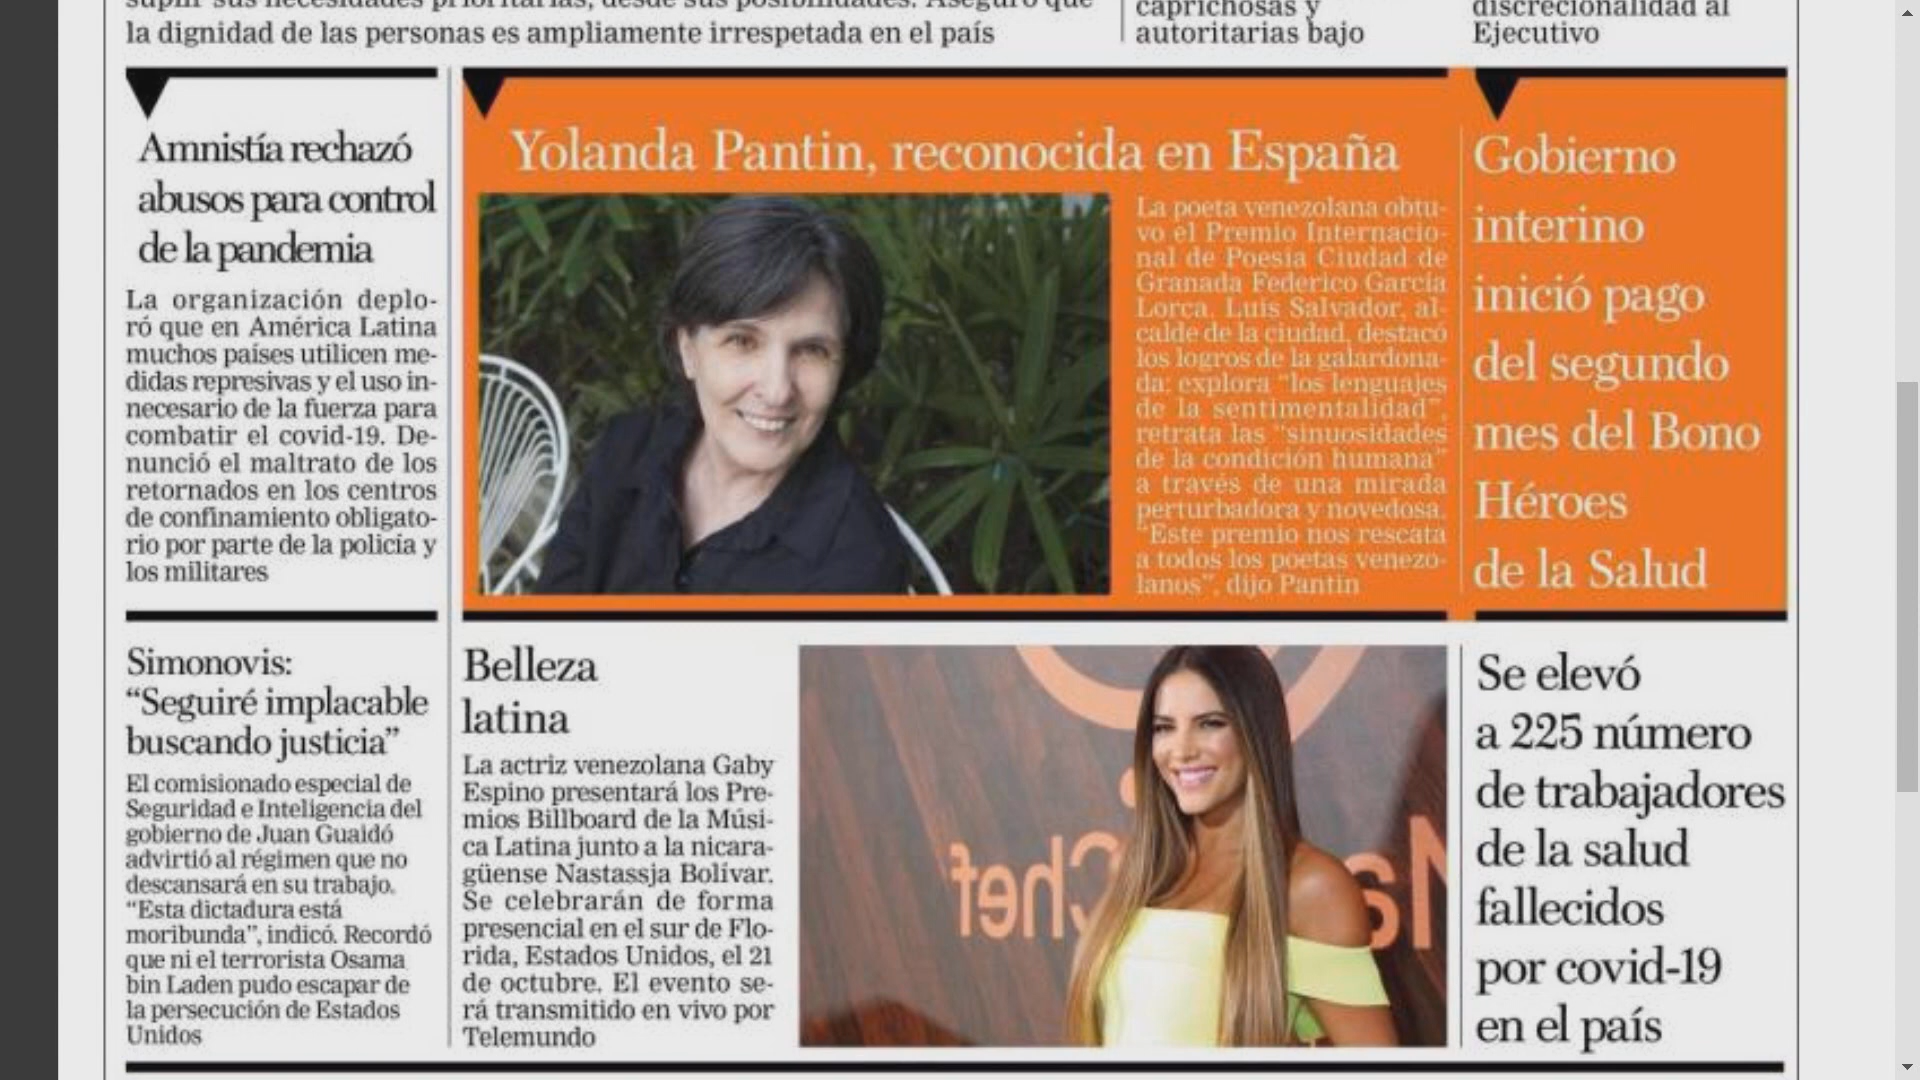 suplir sus necesidades prioritarias, desde sus posibilidades. Aseguró que
la dignidad de las personas es ampliamente irrespetada en el país
caprichosas y
autoritarias bajo
discrecionalidad al
Ejecutivo
Amnistía rechazó
abusos para control
de la pandemia
La organización deplo-
ró que en América Latina
muchos países utilicen me-
didas represivas y el uso in-
necesario de la fuerza para
combatir el covid-19. De-
nunció el maltrato de los
retornados en los centros
de confinamiento obligato-
rio por parte de la policía y
los militares
Yolanda Pantin, reconocida en España
La poeta venezolana obtu-
vo el Premio Internacio-
nal de Poesía Ciudad de
Granada Federico García
Lorca. Luis Salvador, al-
calde de la ciudad, destacó
los logros de la galardona-
da: explora "los lenguajes
de la sentimentalidad",
retrata las "sinuosidades
de la condición humana"
a través de una mirada
perturbadora y novedosa.
"Este premio nos rescata
a todos los poetas venezo-
lanos", dijo Pantin
Gobierno
interino
inició pago
del segundo
mes del Bono
Héroes
de la Salud
Simonovis:
“Seguiré implacable
buscando justicia”
El comisionado especial de
Seguridad e Inteligencia del
gobierno de Juan Guaidó
advirtió al régimen que no
descansará en su trabajo.
“Esta dictadura está
moribunda”, indicó. Recordó
que ni el terrorista Osama
bin Laden pudo escapar de
la persecución de Estados
Unidos
Belleza
latina
La actriz venezolana Gaby
Espino presentará los Pre-
mios Billboard de la Músi-
ca Latina junto a la nicara-
güense Nastassja Bolívar.
Se celebrarán de forma
presencial en el sur de Flo-
rida, Estados Unidos, el 21
de octubre. El evento se-
rá transmitido en vivo por
Telemundo
Chef
Se elevó
a 225 número
de trabajadores
de la salud
fallecidos
por covid-19
en el país